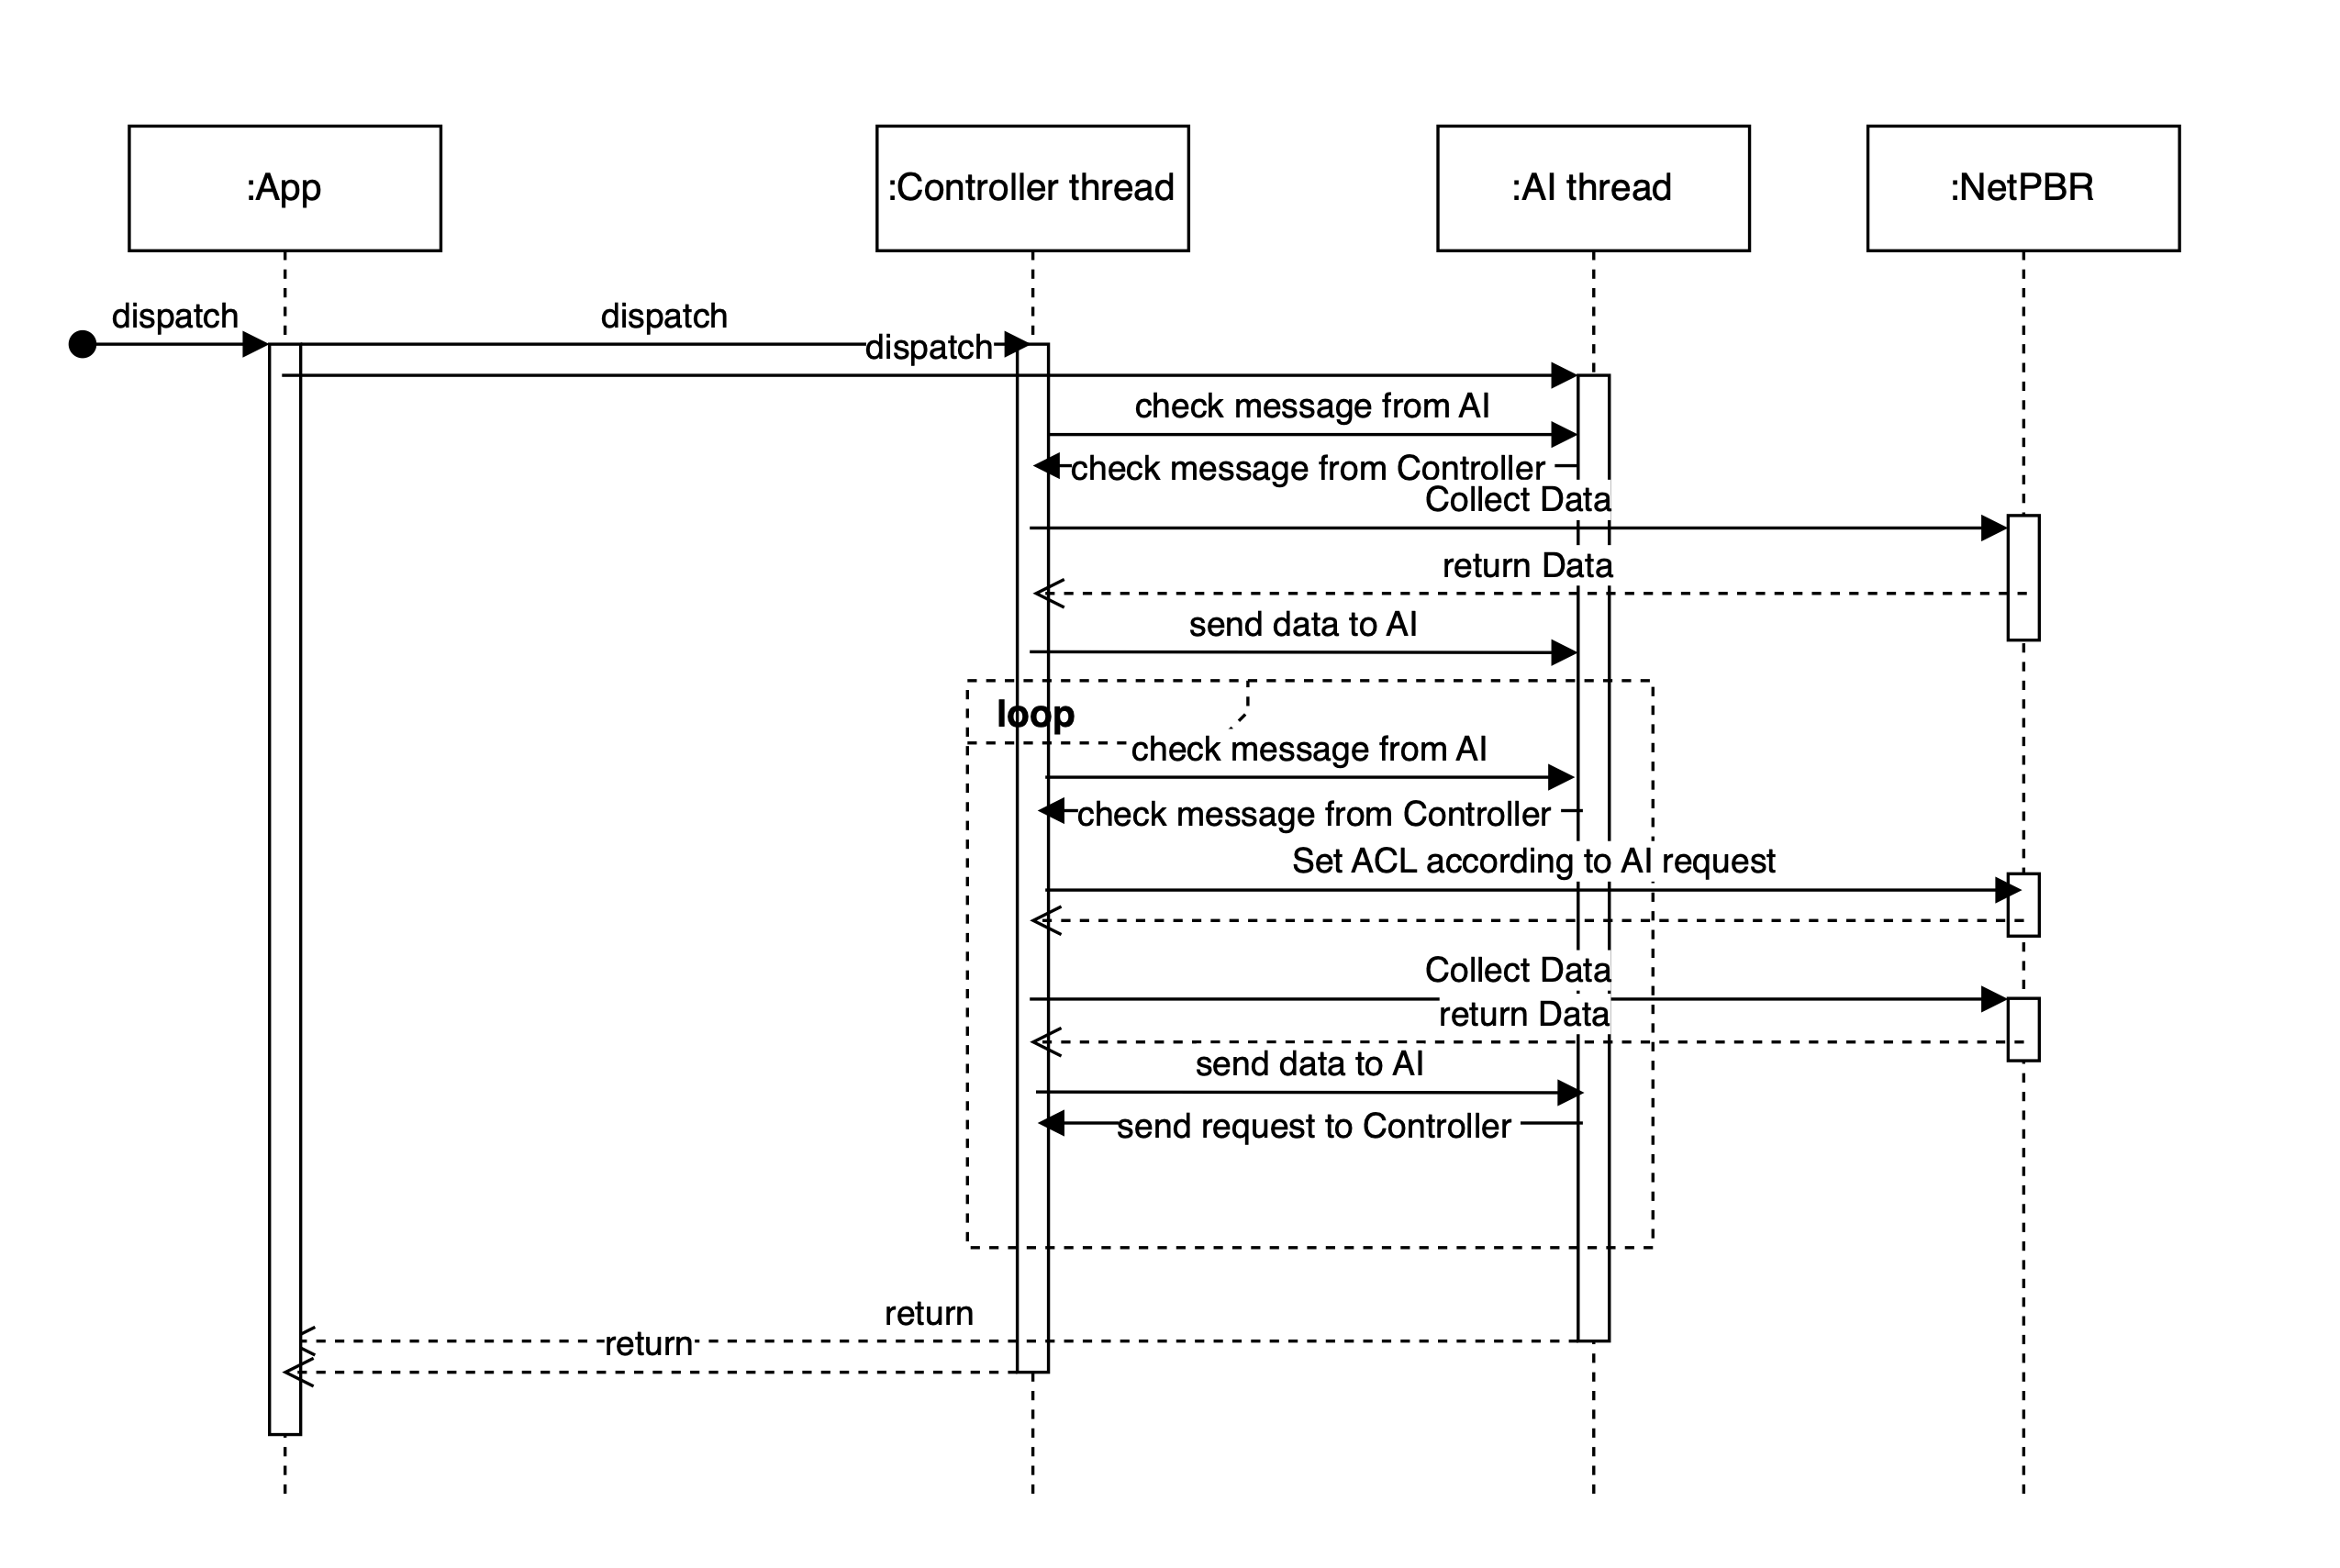 :App
:Controller thread
:AI thread
:NetPBR
dispatch
dispatch
dispatch
check message from AI
check message from Controller
Collect Data
return Data
send data to AI
loop
check message from AI
check message from Controller
Set ACL according to AI request
Collect Data
return Data
send data to AI
send request to Controller
return
return